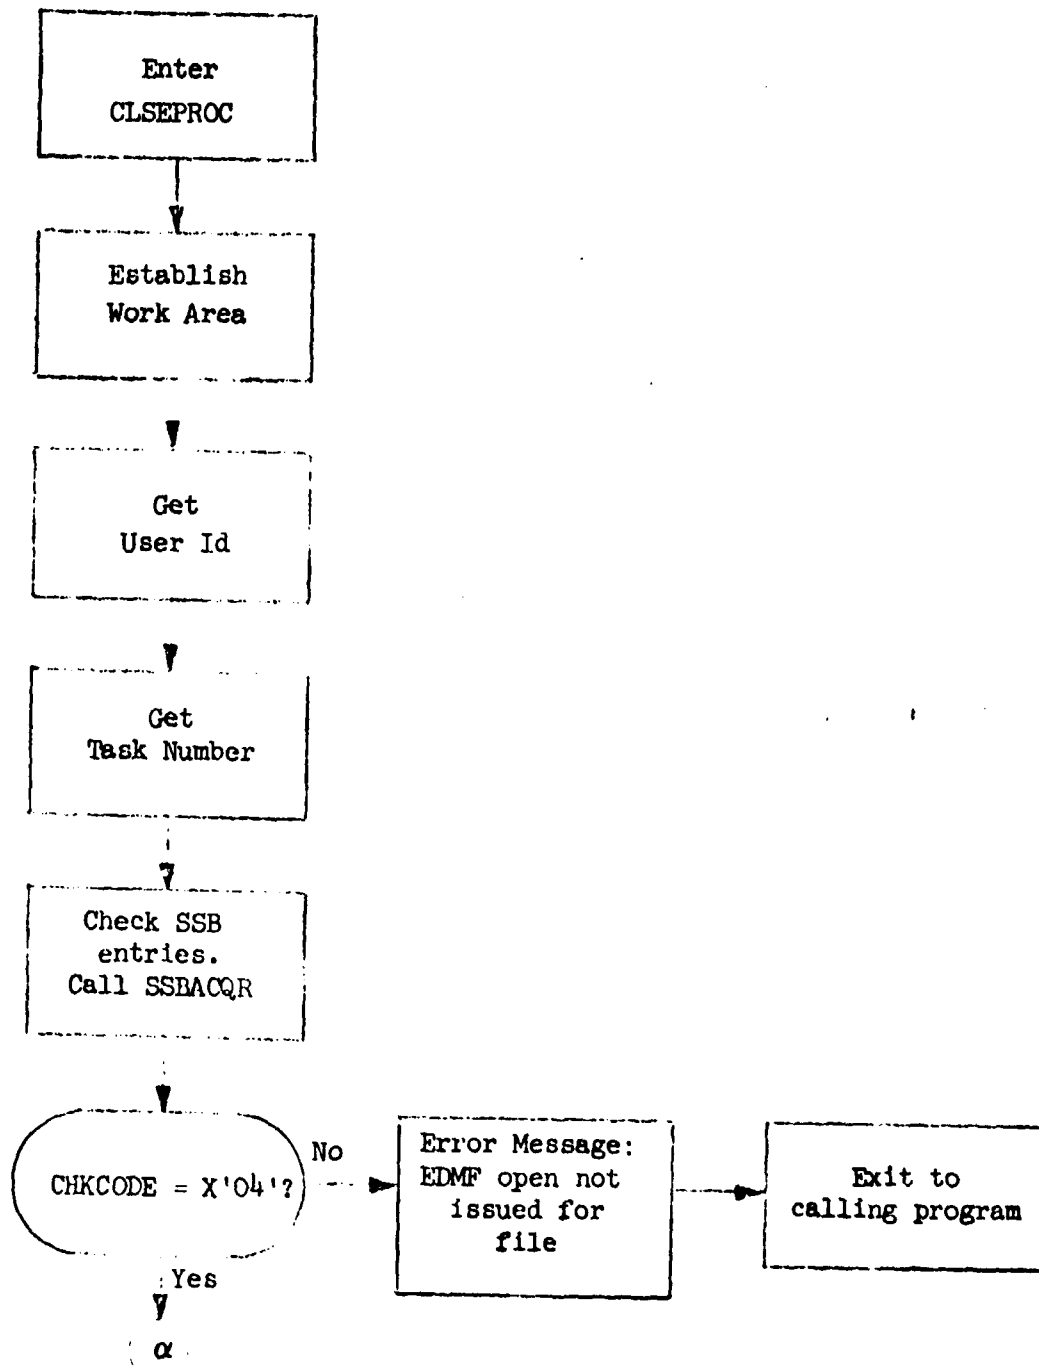 Enter
CLSEPROC
Establish
Work Area
Get
User Id
Get
Task Number
Check SSB
entries.
Call SSBACQR
CHKCODE = X'04'?
No
Error Message:
EDMF open not
issued for
file
Exit to
calling program
Yes
α